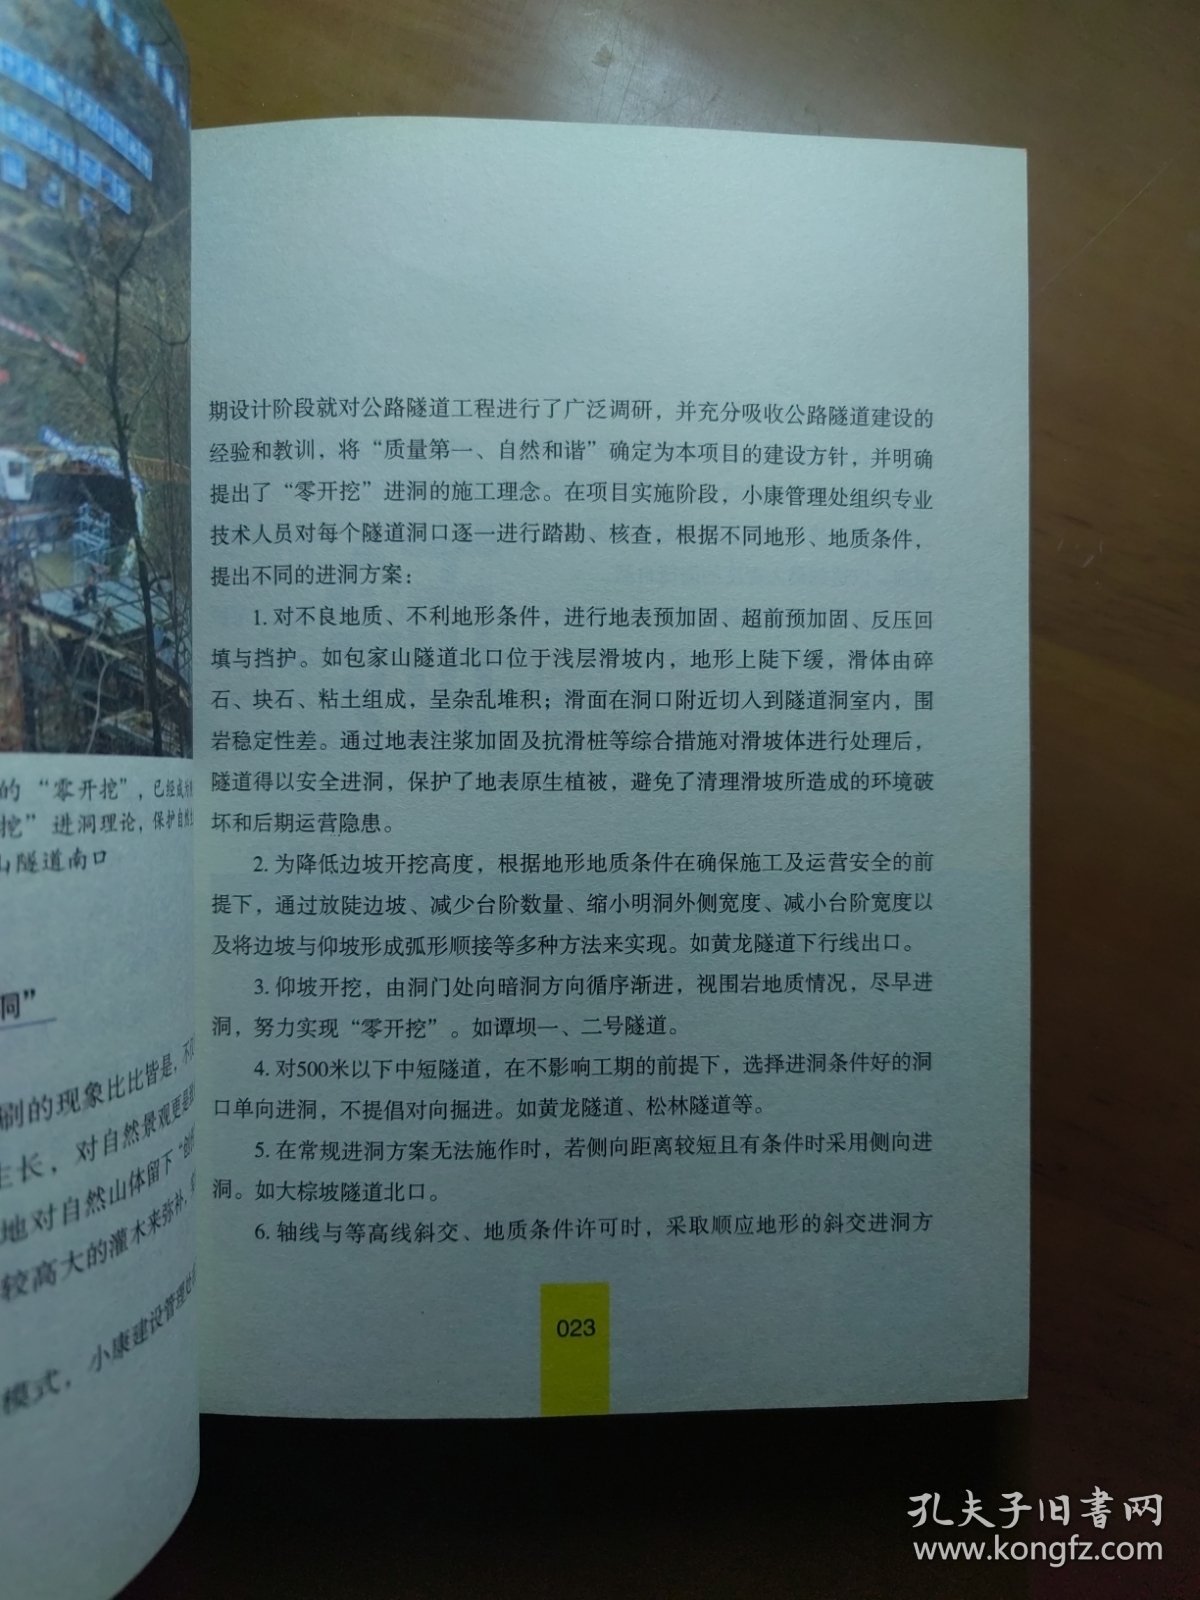 的 “零开挖”，已经成为
挖” 进洞理论，保护自然
山隧道南口
洞”
刷的现象比比皆是，不仅
生长，对自然景观更是
地对自然山体留下“创
较高大的灌木来弥补，
模式，小康建设管理处
期设计阶段就对公路隧道工程进行了广泛调研，并充分吸收公路隧道建设的
经验和教训，将“质量第一、自然和谐”确定为本项目的建设方针，并明确
提出了“零开挖”进洞的施工理念。在项目实施阶段，小康管理处组织专业
技术人员对每个隧道洞口逐一进行踏勘、核查，根据不同地形、地质条件，
提出不同的进洞方案：
1. 对不良地质、不利地形条件，进行地表预加固、超前预加固、反压回
填与挡护。如包家山隧道北口位于浅层滑坡内，地形上陡下缓，滑体由碎
石、块石、粘土组成，呈杂乱堆积；滑面在洞口附近切入到隧道洞室内，围
岩稳定性差。通过地表注浆加固及抗滑桩等综合措施对滑坡体进行处理后，
隧道得以安全进洞，保护了地表原生植被，避免了清理滑坡所造成的环境破
坏和后期运营隐患。
2. 为降低边坡开挖高度，根据地形地质条件在确保施工及运营安全的前
提下，通过放陡边坡、减少台阶数量、缩小明洞外侧宽度、减小台阶宽度以
及将边坡与仰坡形成弧形顺接等多种方法来实现。如黄龙隧道下行线出口。
3. 仰坡开挖，由洞门处向暗洞方向循序渐进，视围岩地质情况，尽早进
洞，努力实现“零开挖”。如谭坝一、二号隧道。
4. 对500米以下中短隧道，在不影响工期的前提下，选择进洞条件好的洞
口单向进洞，不提倡对向掘进。如黄龙隧道、松林隧道等。
5. 在常规进洞方案无法施作时，若侧向距离较短且有条件时采用侧向进
洞。如大棕坡隧道北口。
6. 轴线与等高线斜交、地质条件许可时，采取顺应地形的斜交进洞方
023
孔夫子旧书网
www.kongfz.com